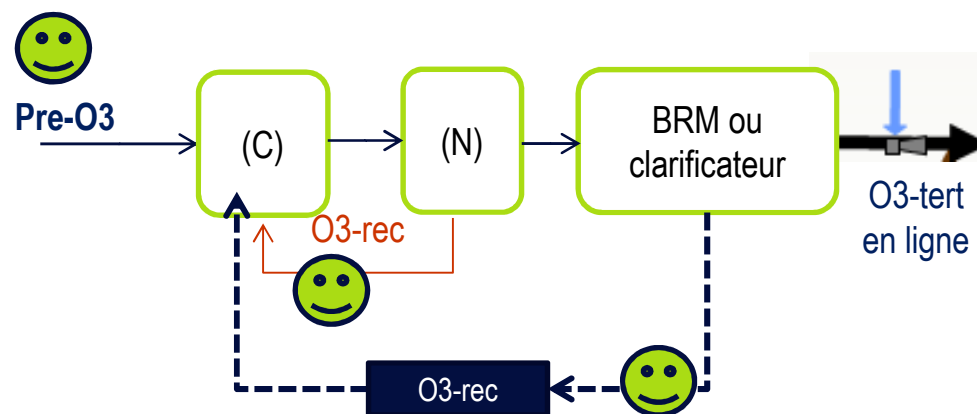 Pre-O3
(C)
(N)
BRM ou
clarificateur
O3-tert
en ligne
O3-rec
O3-rec